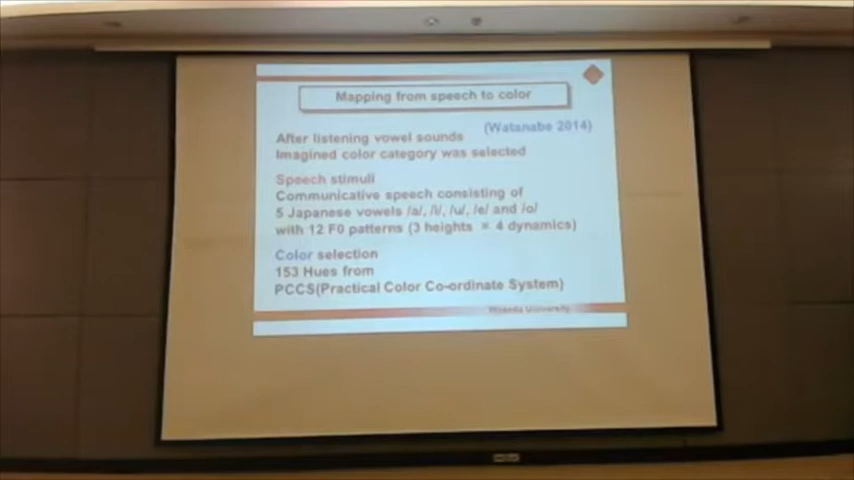 Mapping from speech to color
(Watanabe 2014)
After listening vowel sounds
Imagined color category was selected
Speech stimuli
Communicative speech consisting of
5 Japanese vowels /a/, /i/, /u/, /e/ and /o/
with 12 F0 patterns (3 heights × 4 dynamics)
Color selection
153 Hues from
PCCS(Practical Color Co-ordinate System)
Waseda University